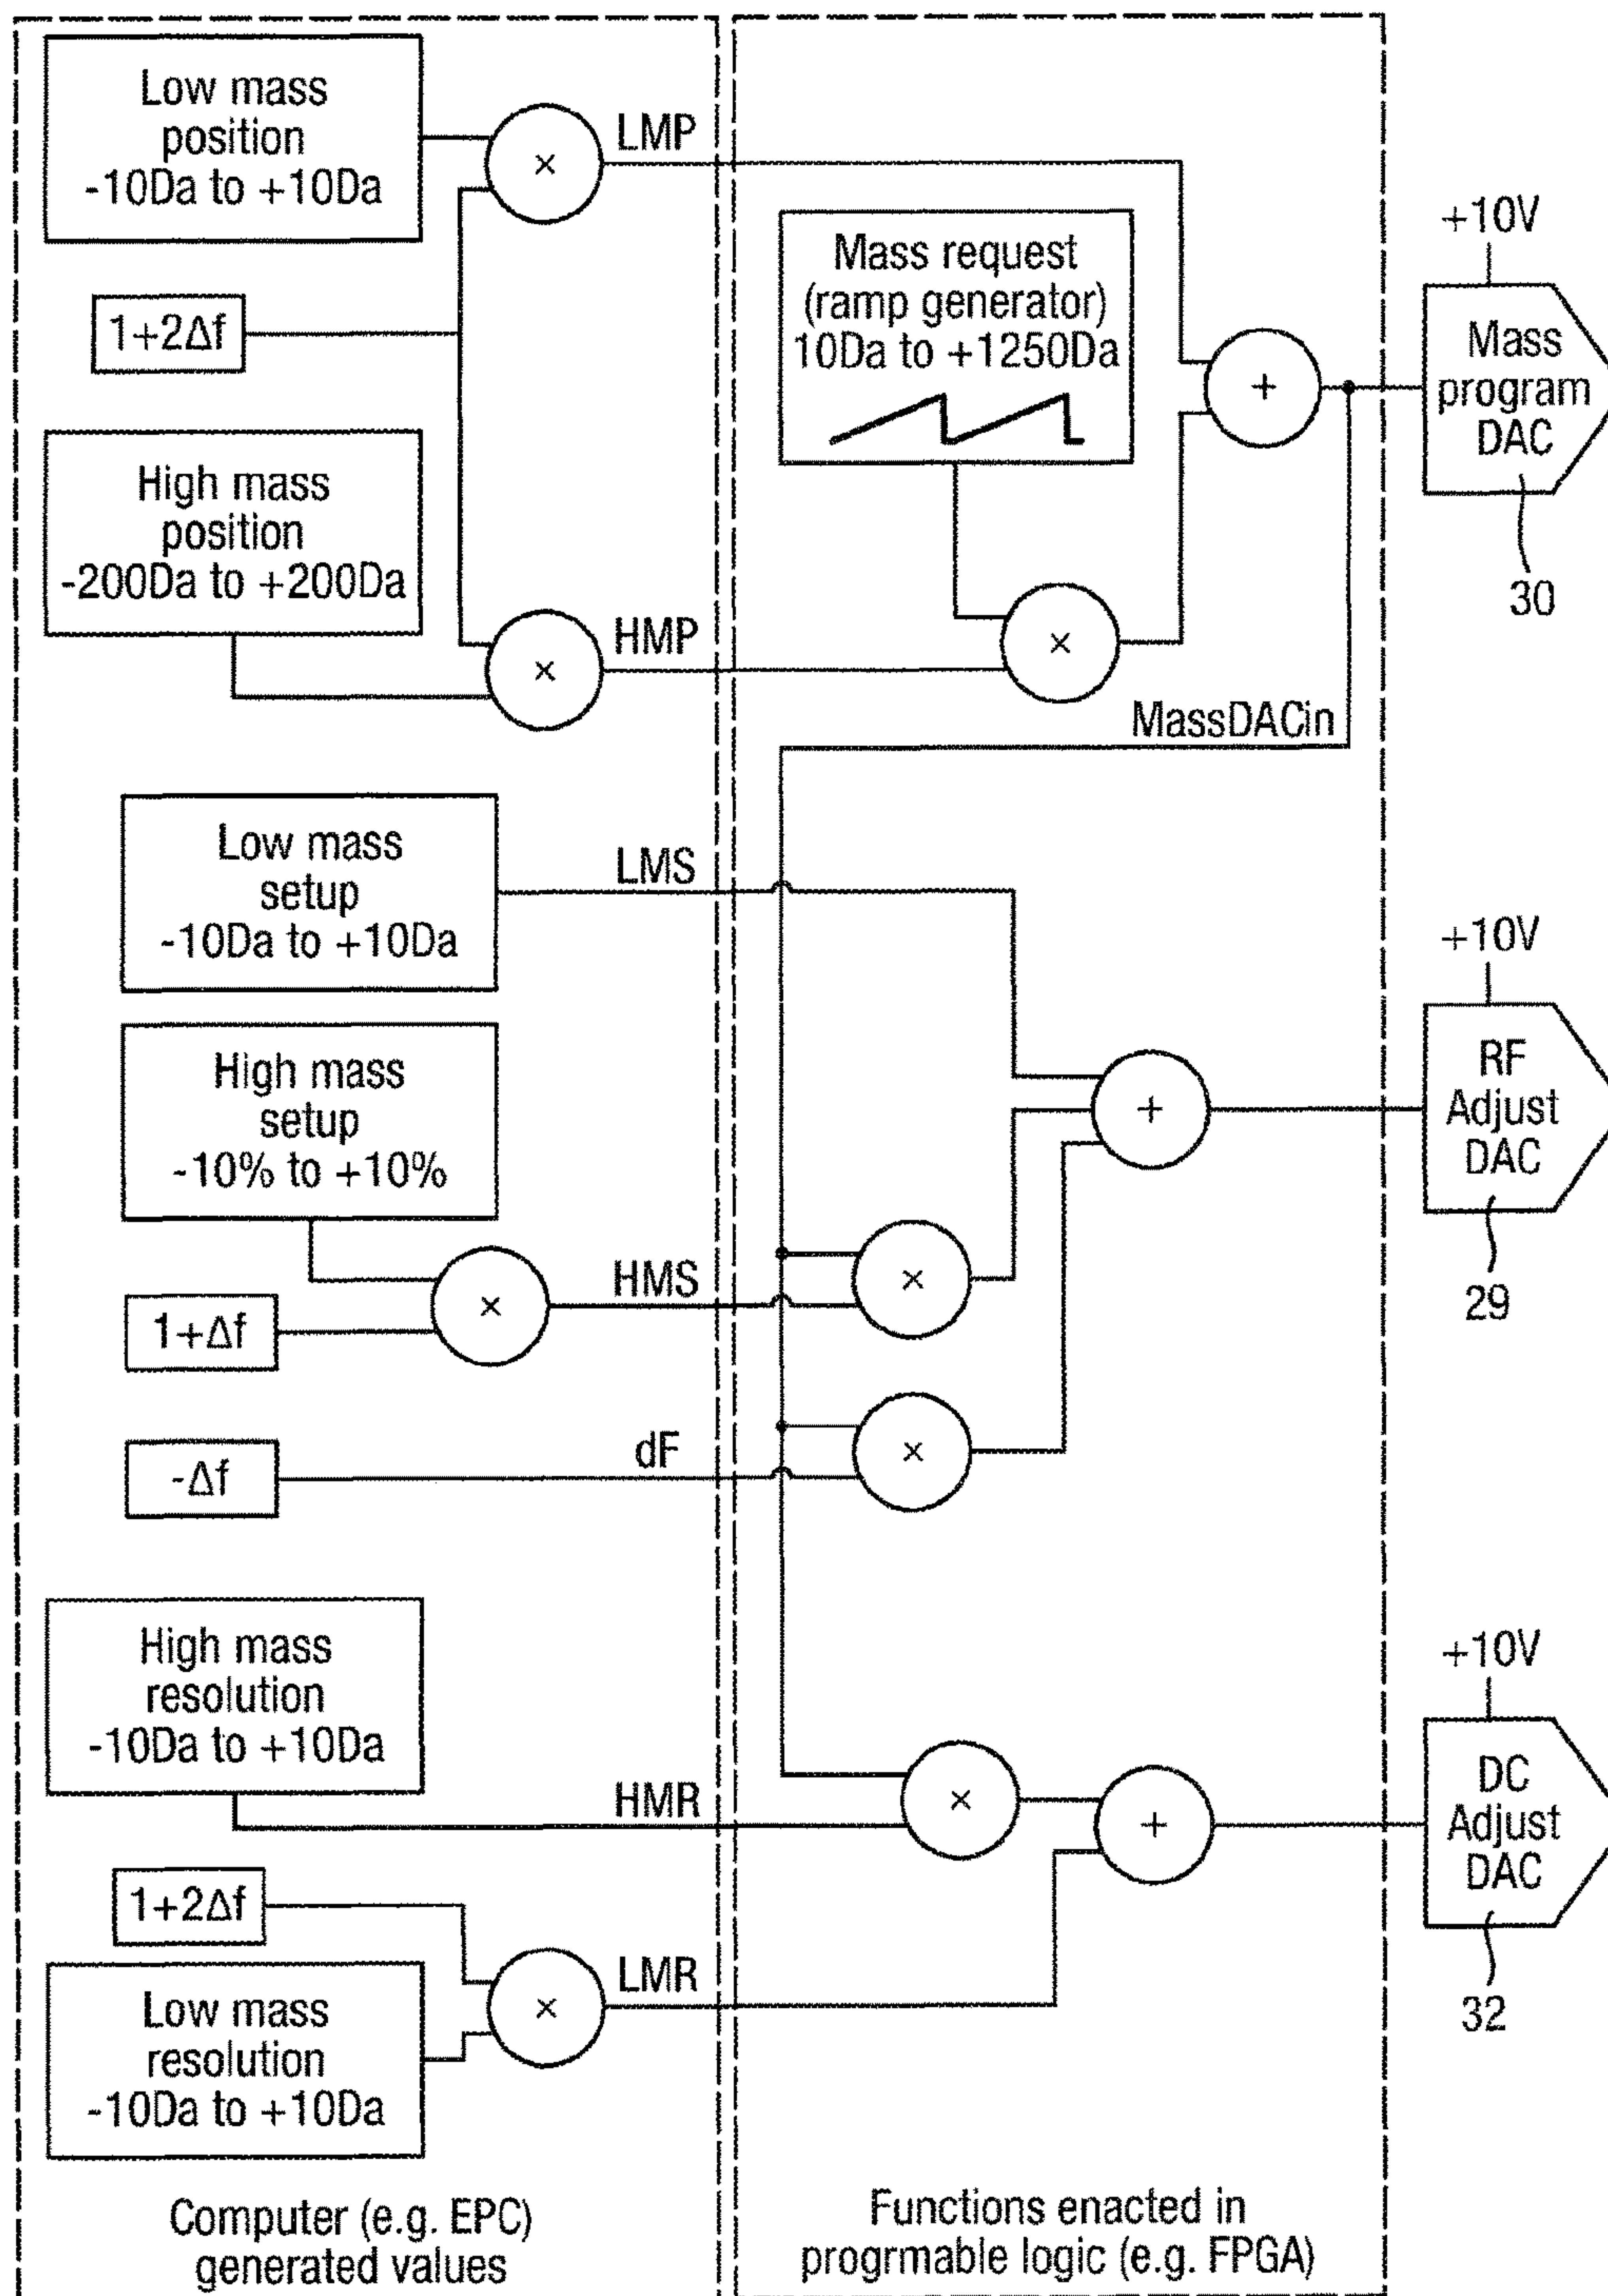 Low mass
position
-10Da to +10Da
×
LMP
1+2Δf
High mass
position
-200Da to +200Da
×
HMP
Mass request
(ramp generator)
10Da to +1250Da
×
+
MassDACin
+10V
Mass
program
DAC
30
Low mass
setup
-10Da to +10Da
LMS
High mass
setup
-10% to +10%
1+Δf
×
HMS
-Δf
dF
×
×
+
+10V
RF
Adjust
DAC
29
High mass
resolution
-10Da to +10Da
HMR
1+2Δf
Low mass
resolution
-10Da to +10Da
×
LMR
×
+
+10V
DC
Adjust
DAC
32
Computer (e.g. EPC)
generated values
Functions enacted in
progrmable logic (e.g. FPGA)